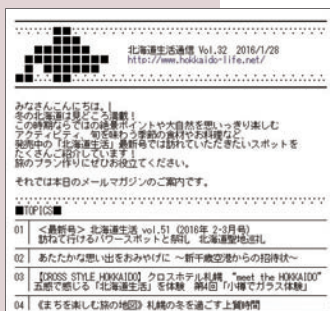 北海道生活通信 Vol.32 2016/1/28
http://www.hokkaido-life.net/
みなさんこんにちは。
冬の北海道は見どころ満載！
この時期ならではの絶景ポイントや大自然を思いっきり楽しむ
アクティビティ、旬を味わう季節の食材やお料理など、
発売中の「北海道生活」最新号では訪れていただきたいスポットを
たくさんご紹介しています！
旅のプラン作りにぜひお役立てください。
それでは本日のメールマガジンのご案内です。
■TOPICS■
01 ＜最新号＞ 北海道生活 vol.51 (2016年 2-3月号)
訪ねて行けるパワースポットと祭礼 北海道聖地巡礼
02 あたたかな思い出をおみやげに ～新千歳空港からの招待状～
03 【CROSS STYLE HOKKAIDO】クロスホテル札幌 “meet the HOKKAIDO”
五感で感じる「北海道生活」を体験 第4回「小樽でガラス体験」
04 《まちを楽しむ旅の地図》札幌の冬を過ごす上質時間